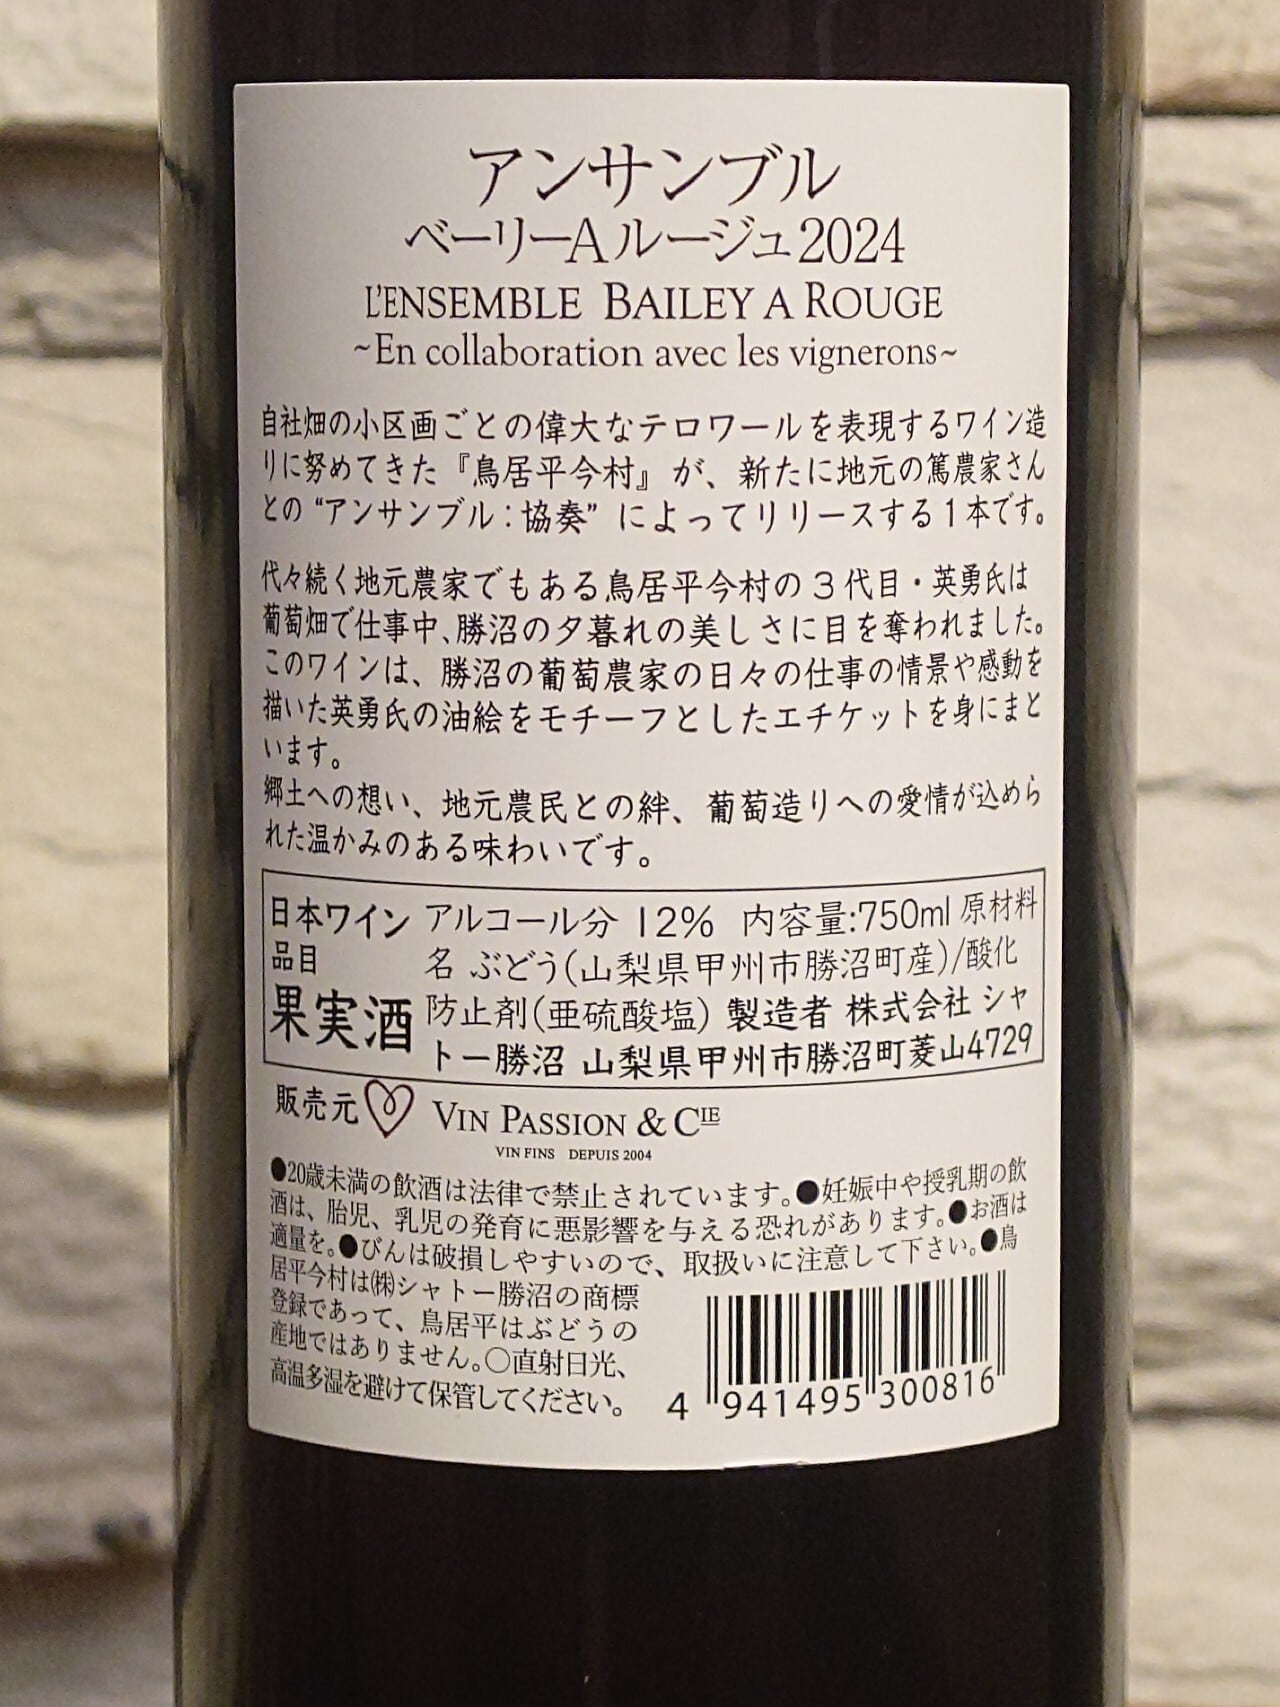 アンサンブル
ベーリーA ルージュ2024
L'ENSEMBLE BAILEY A ROUGE
~En collaboration avec les vignerons~
自社畑の小区画ごとの偉大なテロワールを表現するワイン造
りに努めてきた『鳥居平今村』が、新たに地元の篤農家さん
との“アンサンブル:協奏”によってリリースする1本です。
代々続く地元農家でもある鳥居平今村の3代目・英勇氏は
葡萄畑で仕事中、勝沼の夕暮れの美しさに目を奪われました。
このワインは、勝沼の葡萄農家の日々の仕事の情景や感動を
描いた英勇氏の油絵をモチーフとしたエチケットを身にまと
います。
郷土への想い、地元農民との絆、葡萄造りへの愛情が込めら
れた温かみのある味わいです。
日本ワイン アルコール分 12% 内容量:750ml 原材料
品目 名 ぶどう(山梨県甲州市勝沼町産)/酸化
果実酒 防止剤(亜硫酸塩) 製造者 株式会社 シャ
トー勝沼 山梨県甲州市勝沼町菱山4729
販売元 VIN PASSION & CIE
VIN FINS DEPUIS 2004
●20歳未満の飲酒は法律で禁止されています。●妊娠中や授乳期の飲
酒は、胎児、乳児の発育に悪影響を与える恐れがあります。●お酒は
適量を。●びんは破損しやすいので、取扱いに注意して下さい。●鳥
居平今村は㈱シャトー勝沼の商標
登録であって、鳥居平はぶどうの
産地ではありません。○直射日光、
高温多湿を避けて保管してください。
4 941495 300816